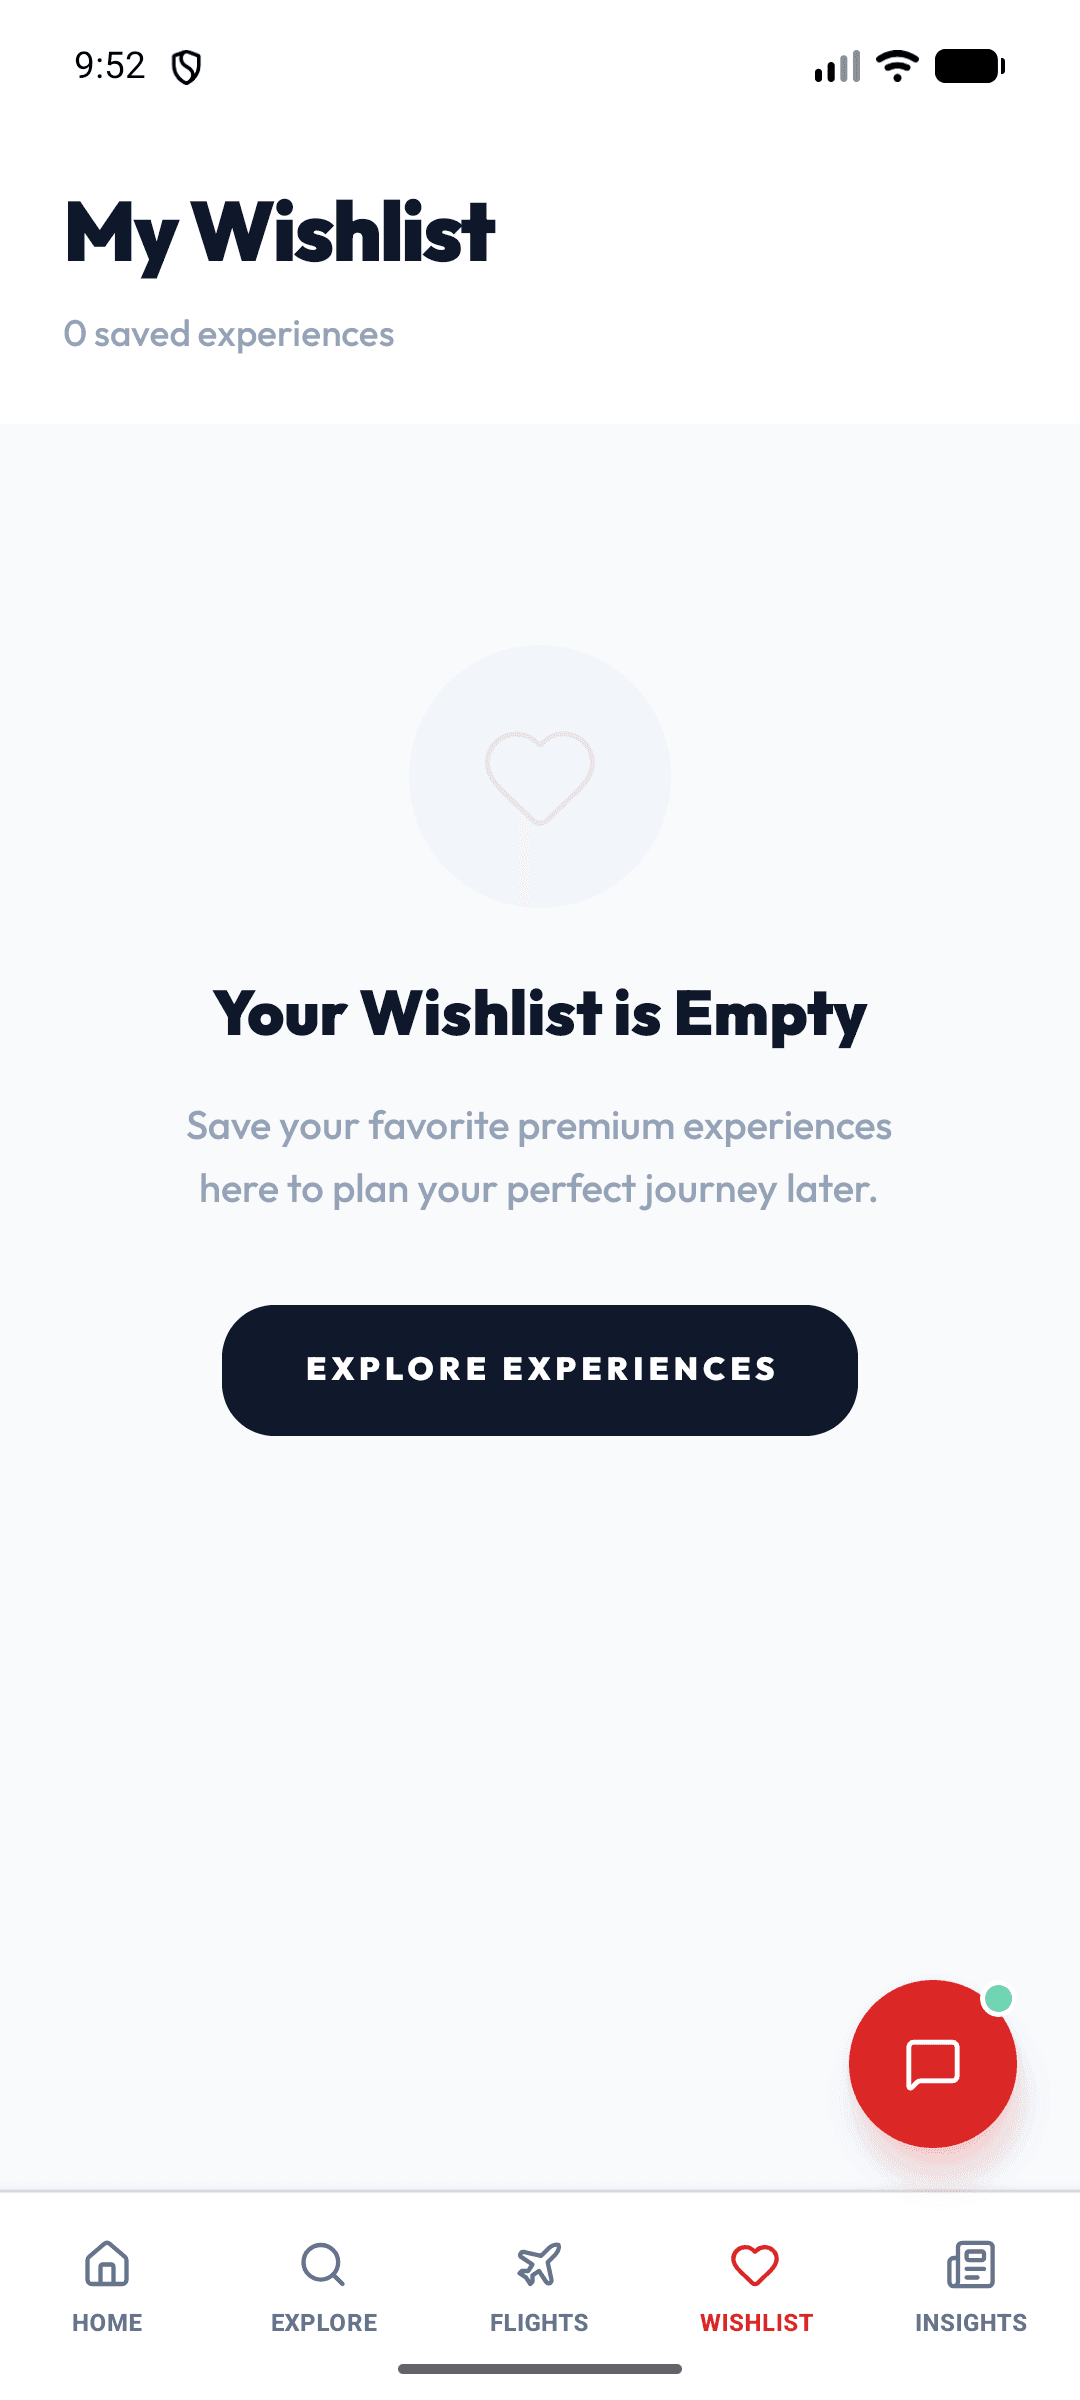 9:52
My Wishlist
0 saved experiences
Your Wishlist is Empty
Save your favorite premium experiences
here to plan your perfect journey later.
EXPLORE EXPERIENCES
HOME
EXPLORE
FLIGHTS
WISHLIST
INSIGHTS